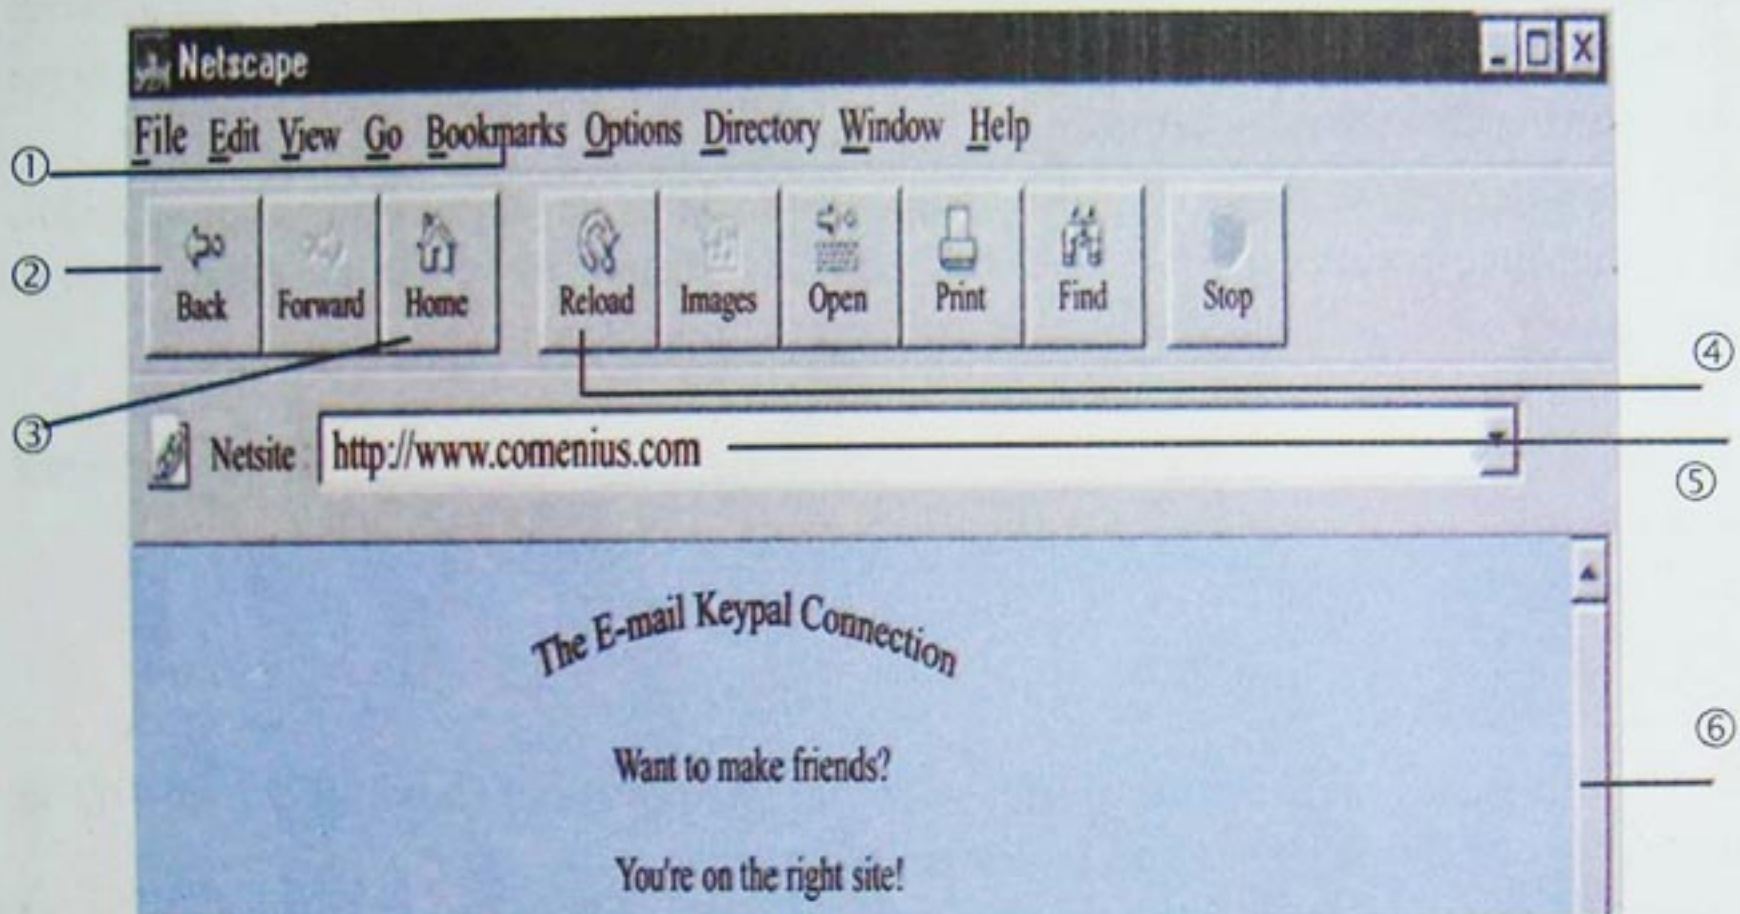 Netscape
File Edit View Go Bookmarks Options Directory Window Help
①
②
Back Forward Home Reload Images Open Print Find Stop
④
③
Netsite : http://www.comenius.com
⑤
The E-mail Keypal Connection
⑥
Want to make friends?
You're on the right site!